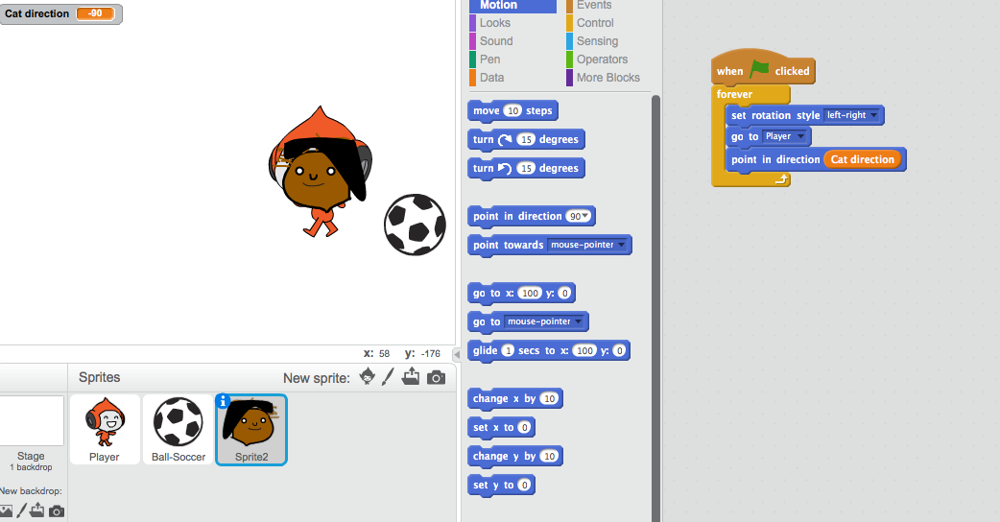 Cat direction -90
x: 58 y: -176
Sprites
New sprite:
Stage
1 backdrop
New backdrop:
Player
Ball-Soccer
Sprite2
Motion
Events
Looks
Control
Sound
Sensing
Pen
Operators
Data
More Blocks
move 10 steps
turn 15 degrees
turn 15 degrees
point in direction 90
point towards mouse-pointer
go to x: 100 y: 0
go to mouse-pointer
glide 1 secs to x: 100 y: 0
change x by 10
set x to 0
change y by 10
set y to 0
when clicked
forever
set rotation style left-right
go to Player
point in direction Cat direction